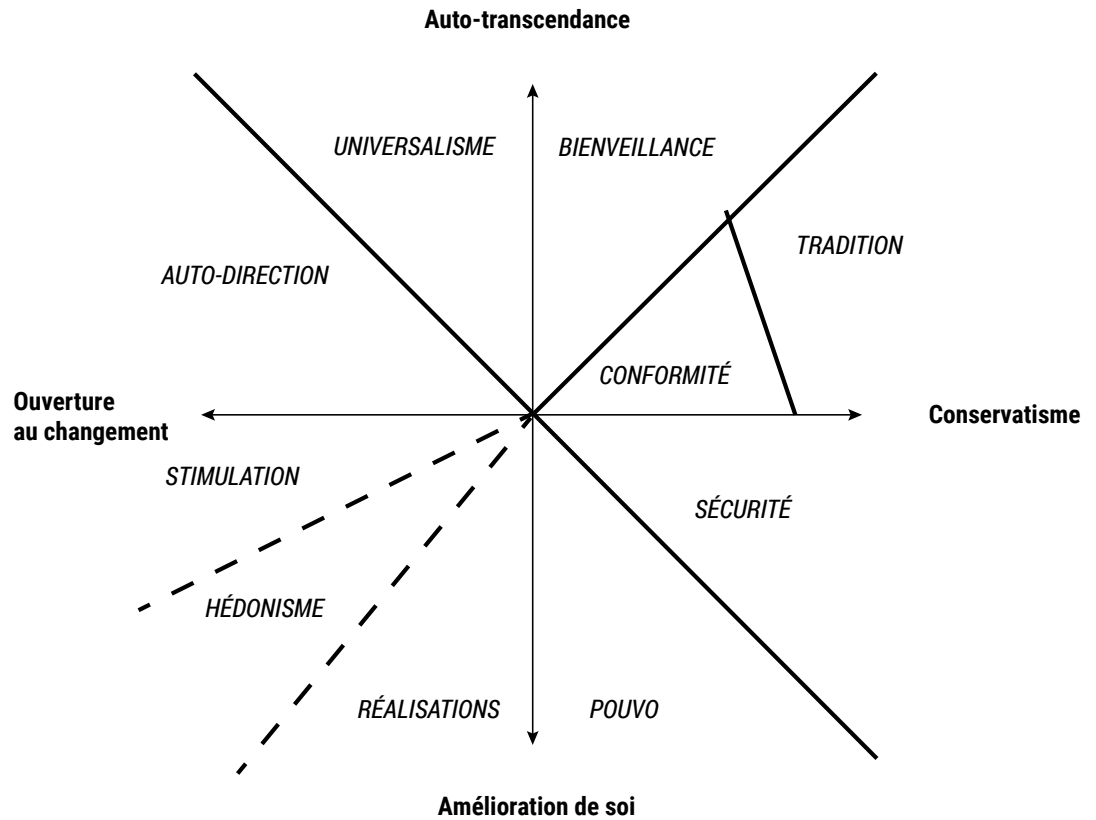 Auto-transcendance
UNIVERSALISME
BIENVEILLANCE
TRADITION
AUTO-DIRECTION
CONFORMITÉ
Ouverture
au changement
Conservatisme
STIMULATION
SÉCURITÉ
HÉDONISME
RÉALISATIONS
POUVO
Amélioration de soi